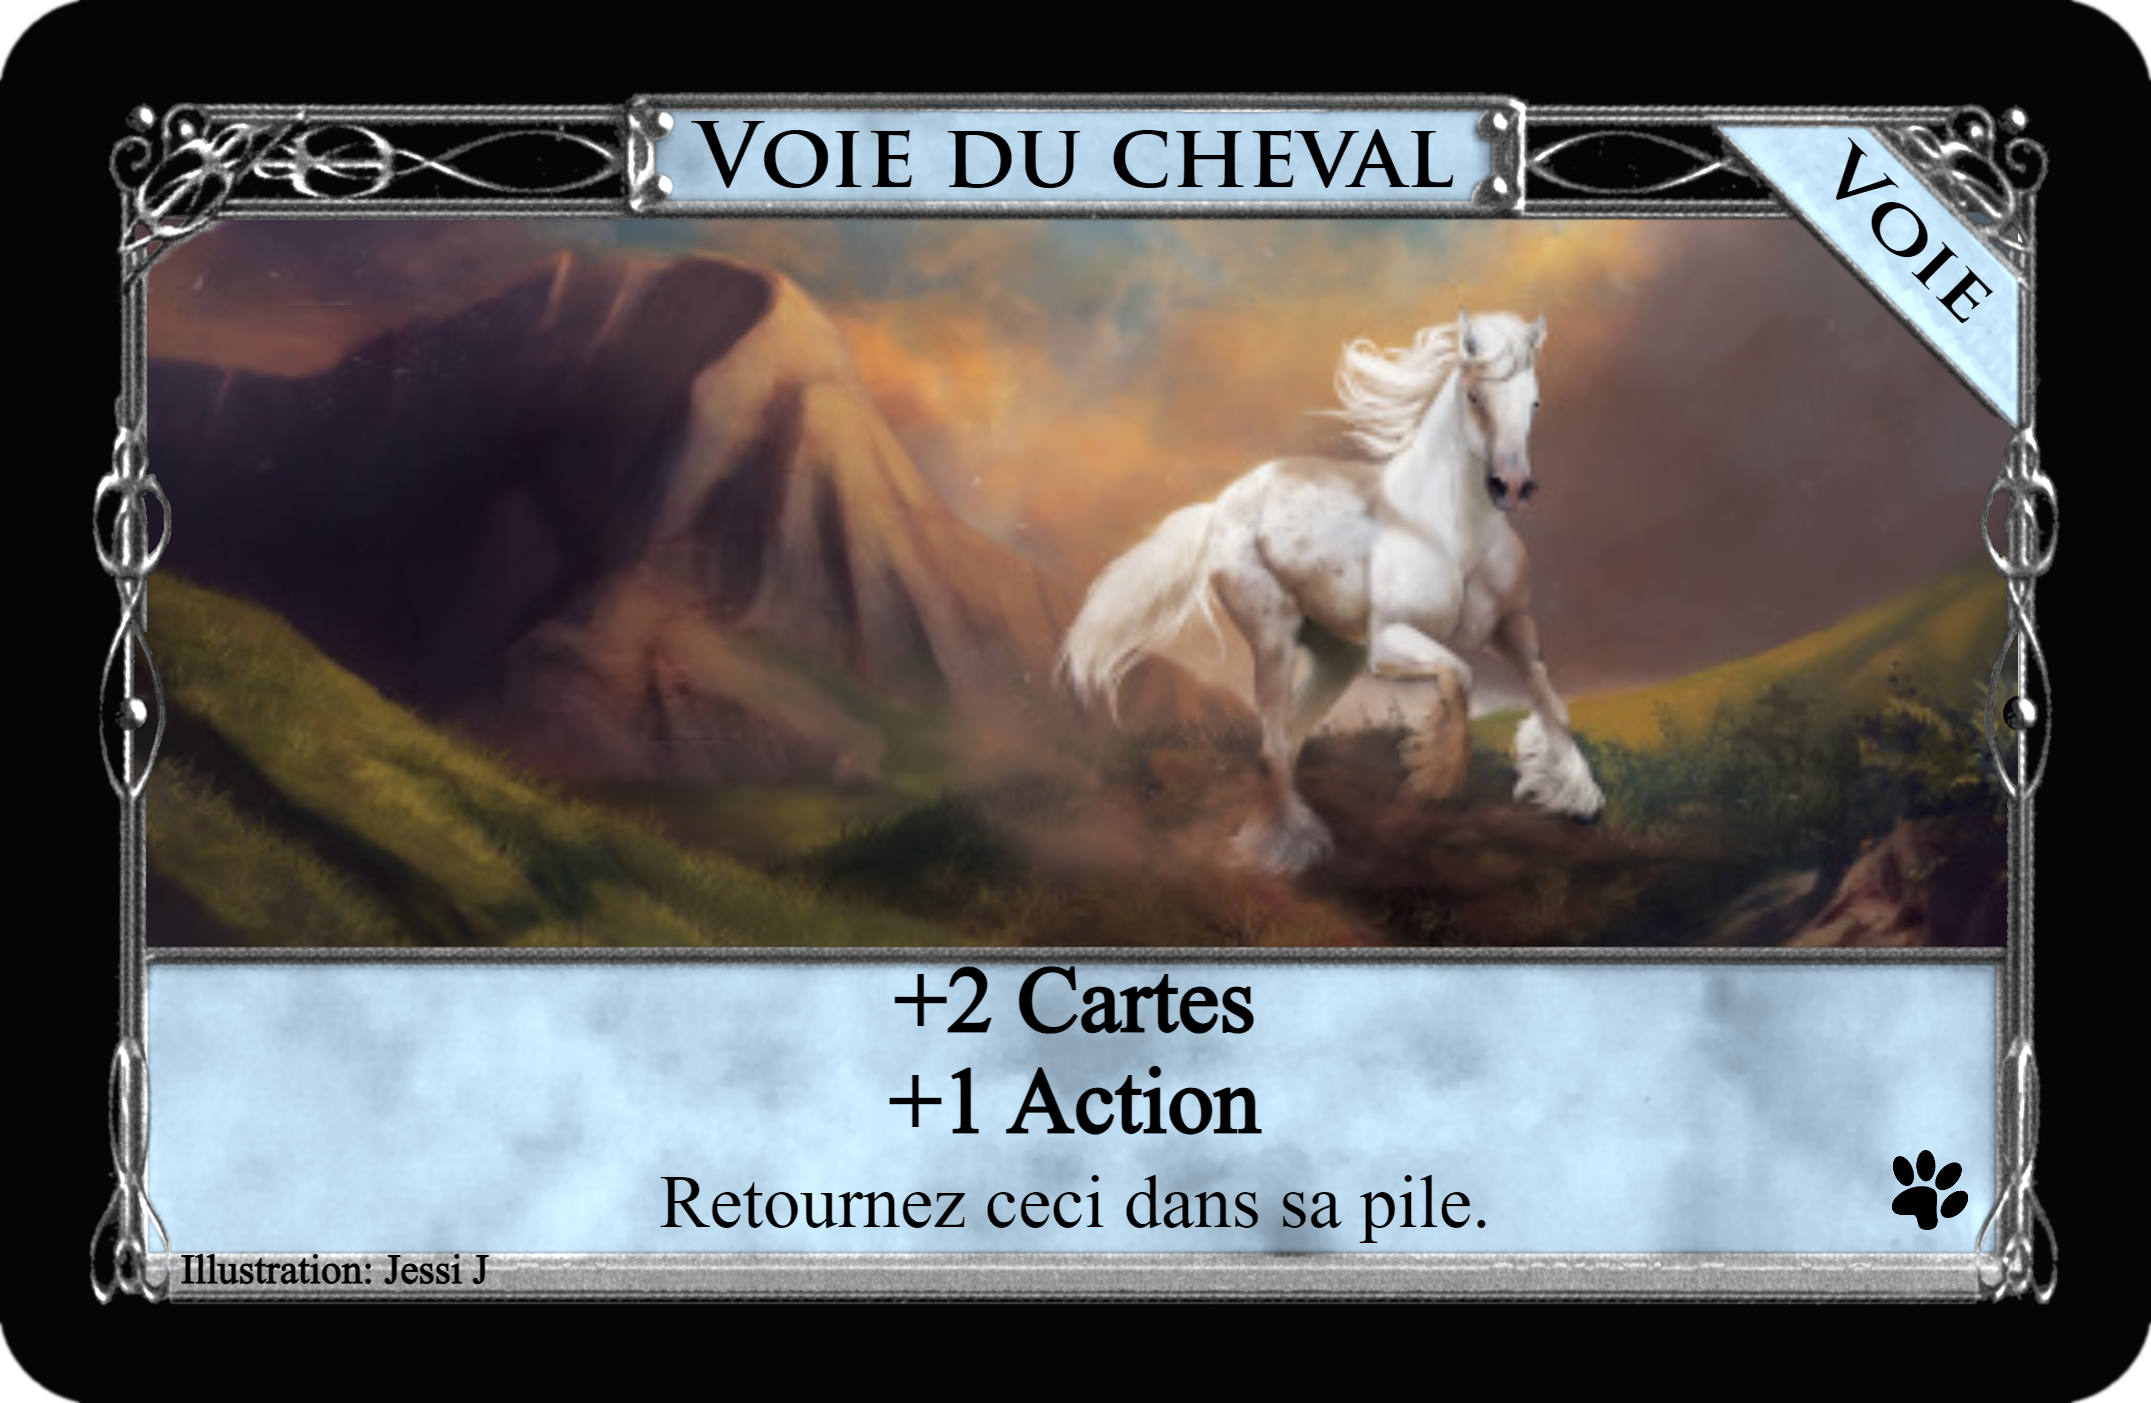 Voie du cheval
Voie
+2 Cartes
+1 Action
Retournez ceci dans sa pile.
Illustration: Jessi J